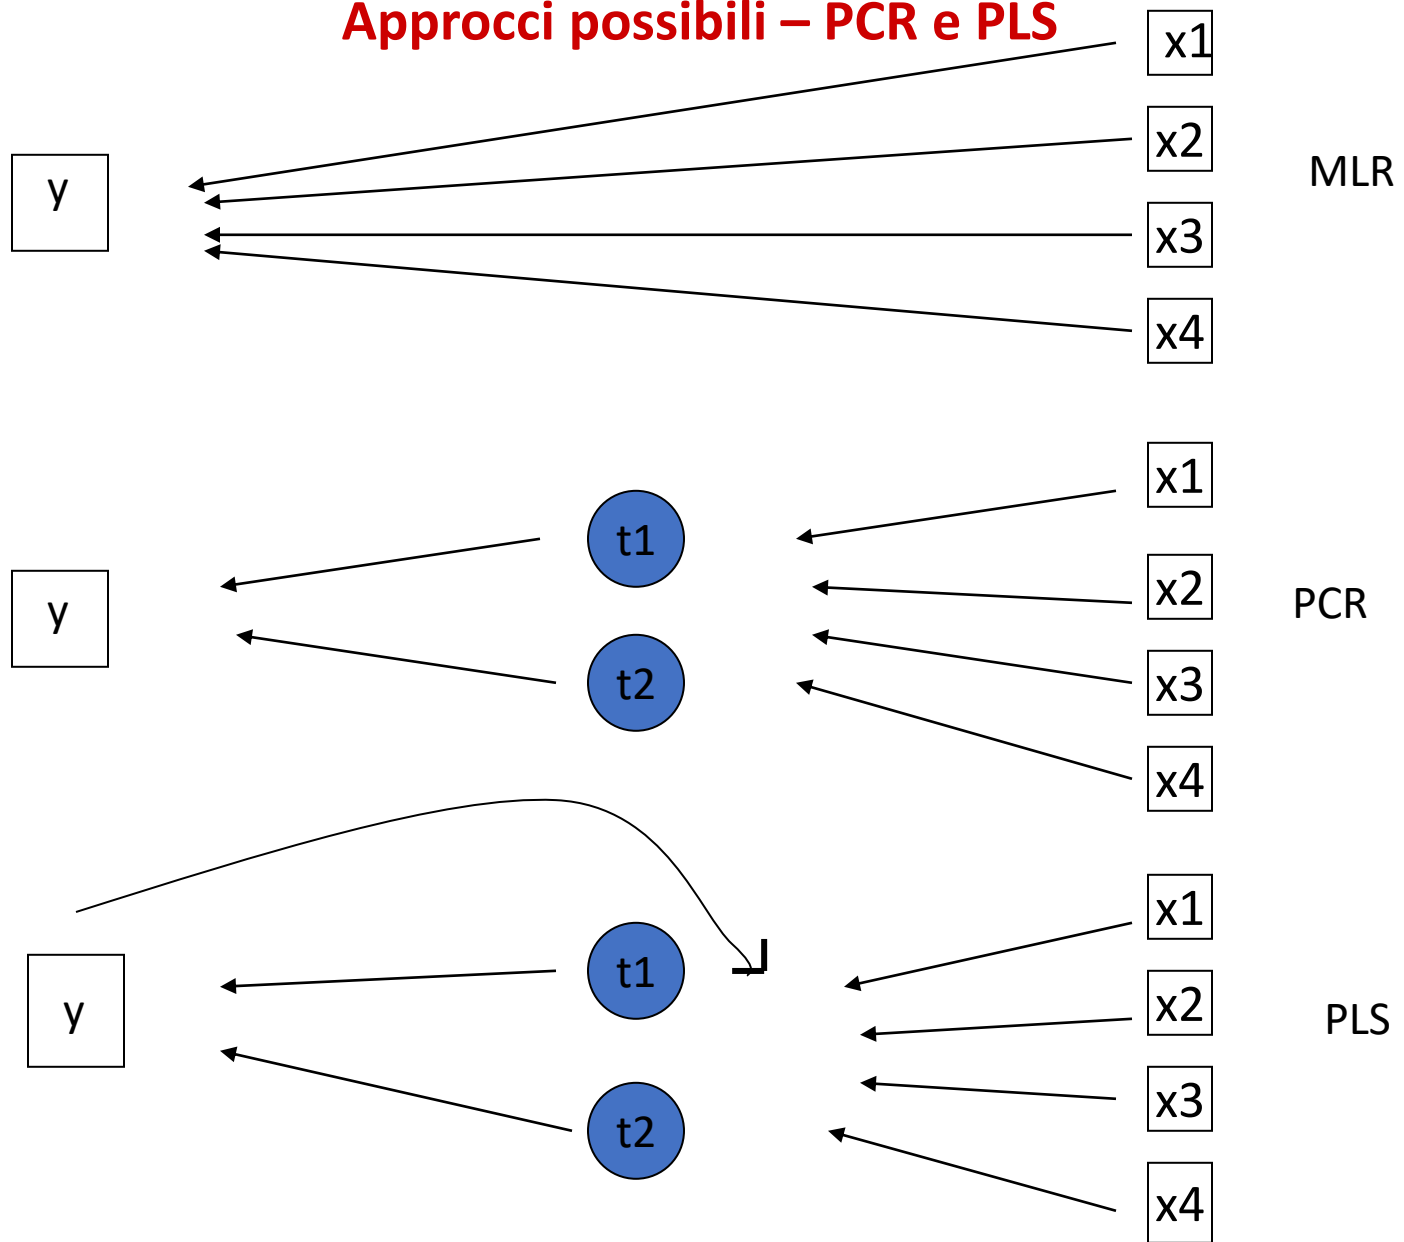 Approcci possibili – PCR e PLS
x1
x2
MLR
y
x3
x4
x1
t1
x2
PCR
y
t2
x3
x4
x1
t1
x2
y
PLS
x3
t2
x4